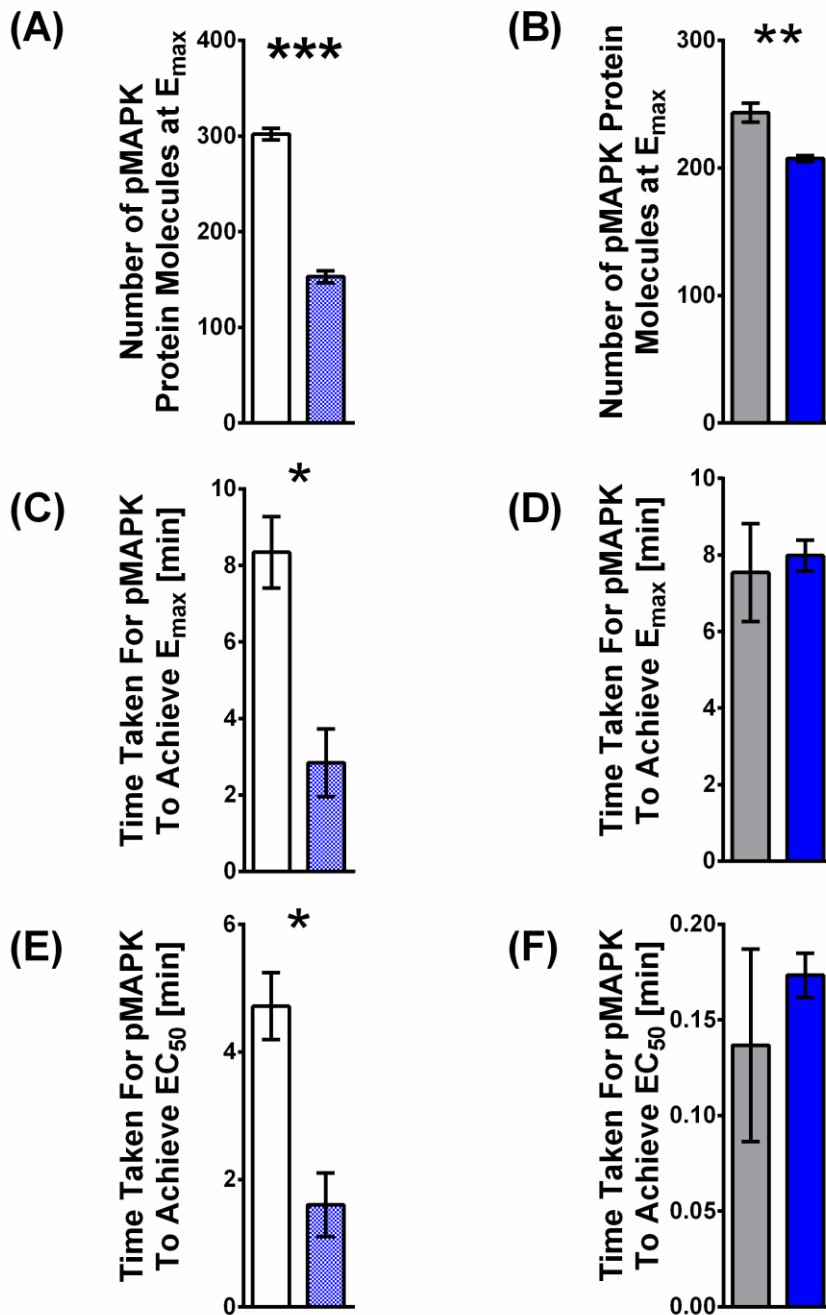 (A)
Number of pMAPK
Protein Molecules at Emax
400
300
200
100
0
***
(B)
Number of pMAPK Protein
Molecules at Emax
300
200
100
0
**
(C)
Time Taken For pMAPK
To Achieve Emax [min]
10
8
6
4
2
0
*
(D)
Time Taken For pMAPK
To Achieve Emax [min]
10
8
6
4
2
0
(E)
Time Taken For pMAPK
To Achieve EC50 [min]
6
4
2
0
*
(F)
Time Taken For pMAPK
To Achieve EC50 [min]
0.20
0.15
0.10
0.05
0.00